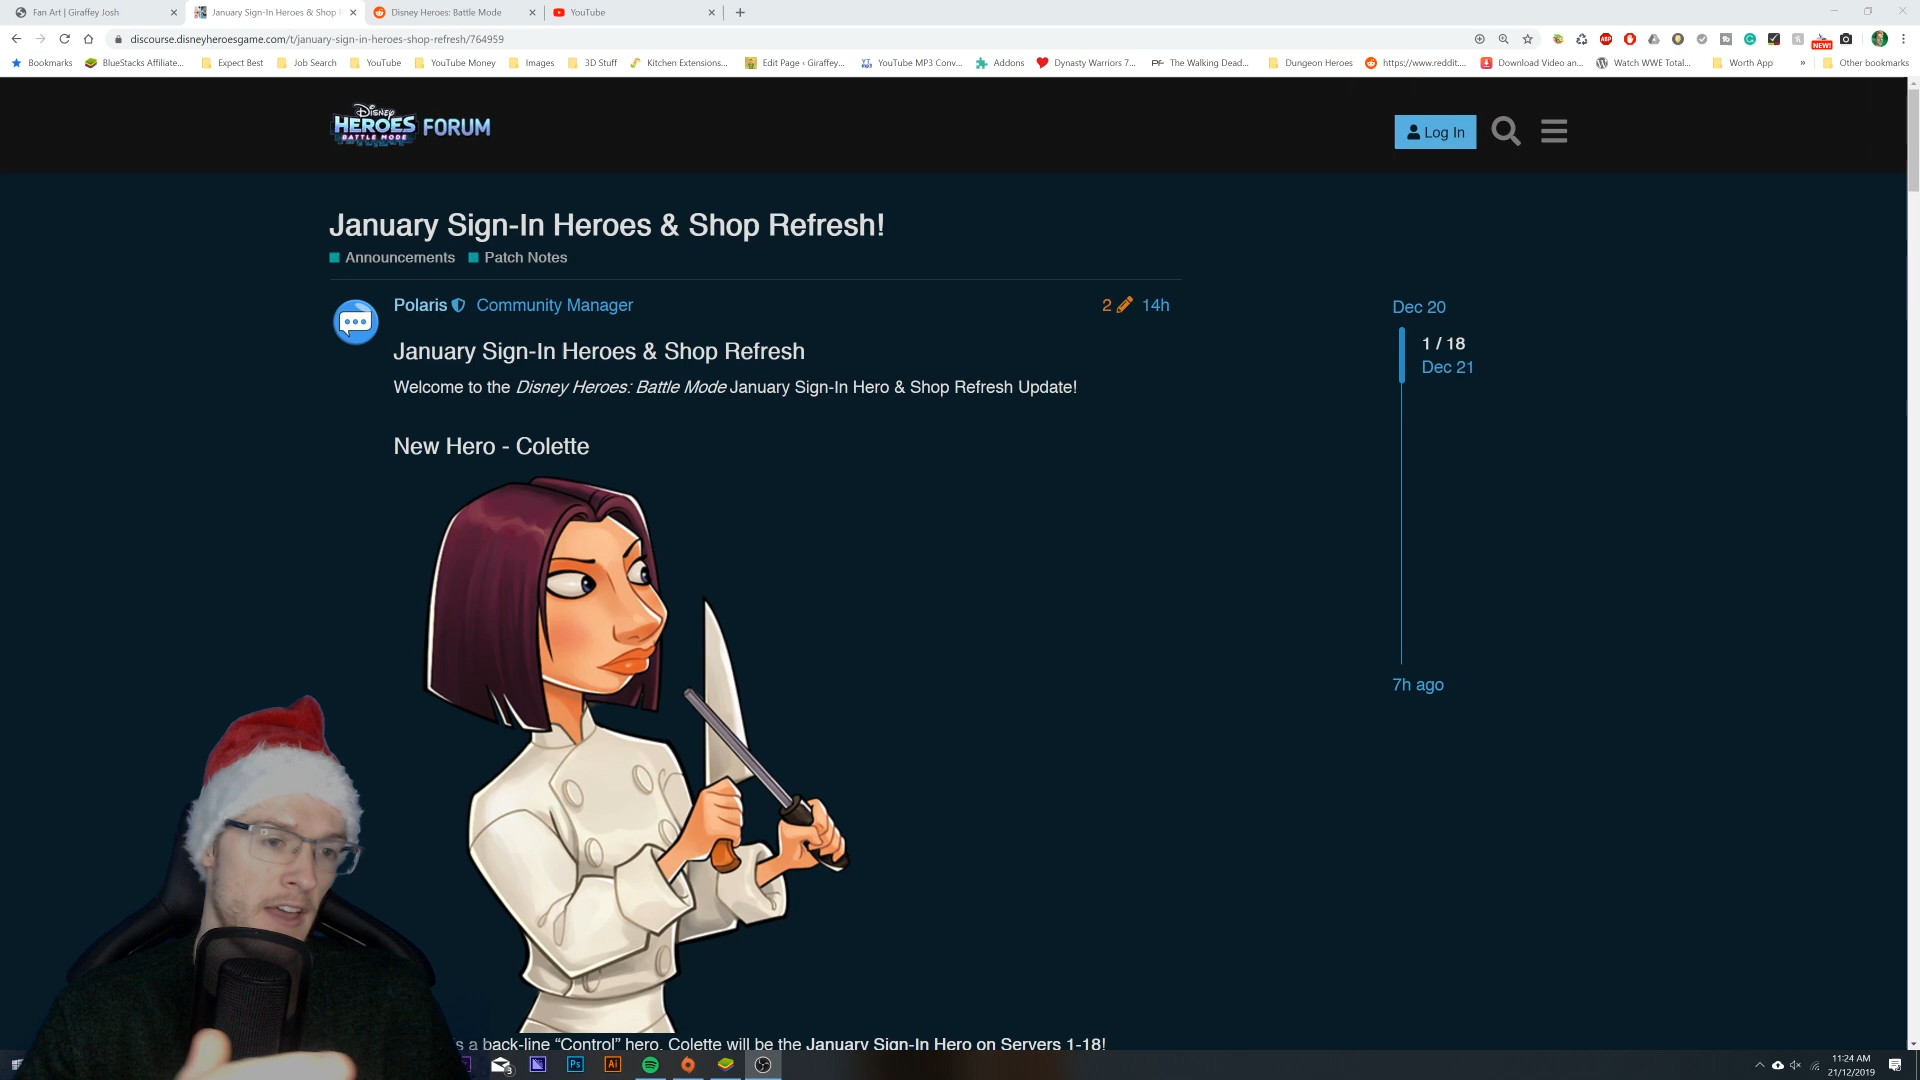 Fan Art | Giraffey Josh
January Sign-In Heroes & Shop R
Disney Heroes: Battle Mode
YouTube
discourse.disneyheroesgame.com/t/january-sign-in-heroes-shop-refresh/764959
ABP
NEW!
Bookmarks
BlueStacks Affiliate...
Expect Best
Job Search
YouTube
YouTube Money
Images
3D Stuff
Kitchen Extensions...
Edit Page ‹ Giraffey...
YouTube MP3 Conv...
Addons
Dynasty Warriors 7...
The Walking Dead...
Dungeon Heroes
https://www.reddit....
Download Video an...
Watch WWE Total...
Worth App
»
Other bookmarks
Disney
HEROES
BATTLE MODE
FORUM
Log In
January Sign-In Heroes & Shop Refresh!
Announcements Patch Notes
Polaris Community Manager 2 14h
Dec 20
January Sign-In Heroes & Shop Refresh
1 / 18
Dec 21
Welcome to the Disney Heroes: Battle Mode January Sign-In Hero & Shop Refresh Update!
New Hero - Colette
7h ago
s a back-line “Control” hero. Colette will be the January Sign-In Hero on Servers 1-18!
3
Ps
Ai
11:24 AM
21/12/2019